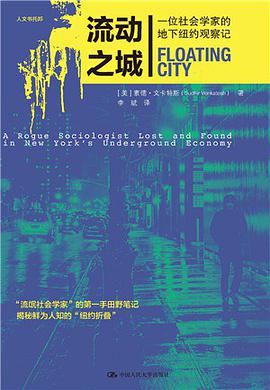 人文书托邦
流动
之城
一位社会学家的
地下纽约观察记
FLOATING
CITY
[美]素德·文卡特斯(Sudhir Venkatesh) 著
李斌 译
A Rogue Sociologist Lost and Found
in New York's Underground Economy
“流氓社会学家”的第一手田野笔记
揭秘鲜为人知的“纽约折叠”
中国人民大学出版社